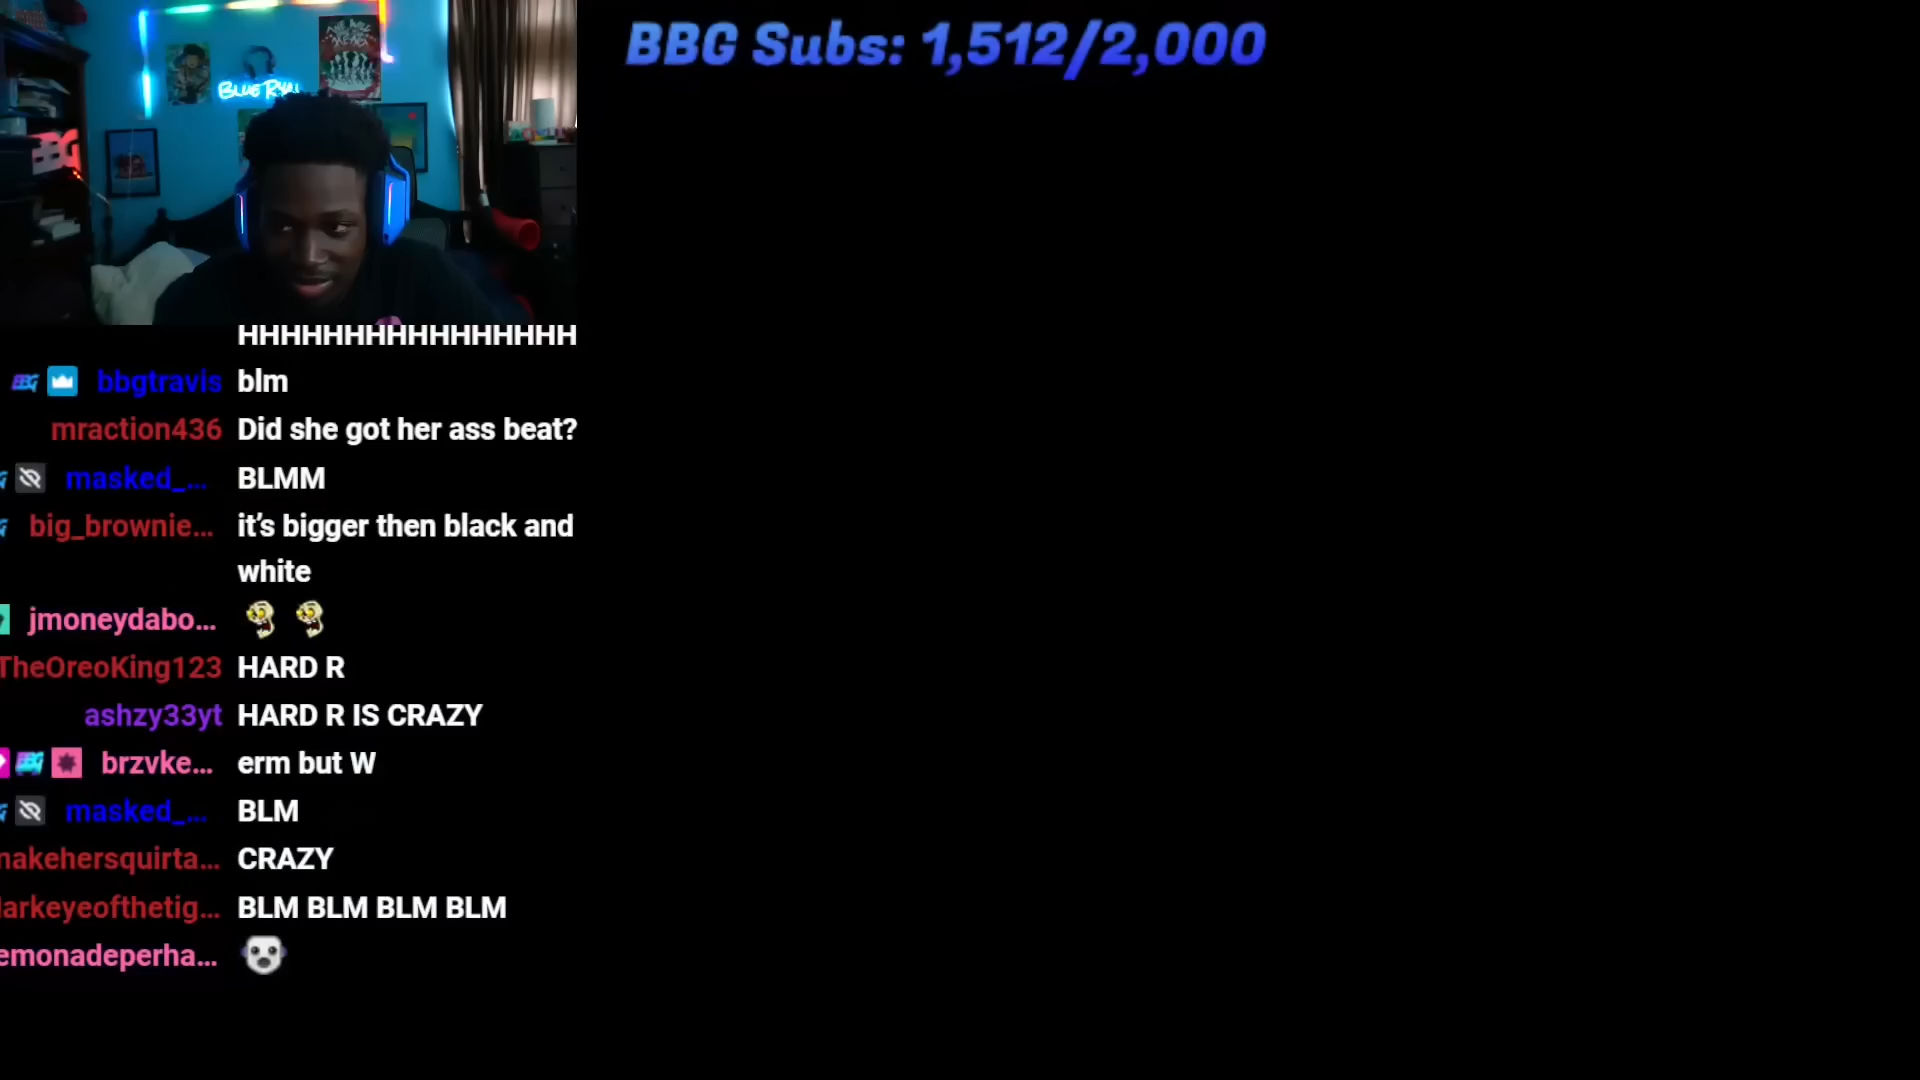 BBG Subs: 1,512/2,000
BLUE RYU
HHHHHHHHHHHHHHHH
bbgtravis blm
mraction436 Did she got her ass beat?
masked_... BLMM
big_brownie... it’s bigger then black and
white
jmoneydabo...
TheOreoKing123 HARD R
ashzy33yt HARD R IS CRAZY
brzvke... erm but W
masked_... BLM
nakehersquirta... CRAZY
larkeyeofthetig... BLM BLM BLM BLM
emonadeperha...